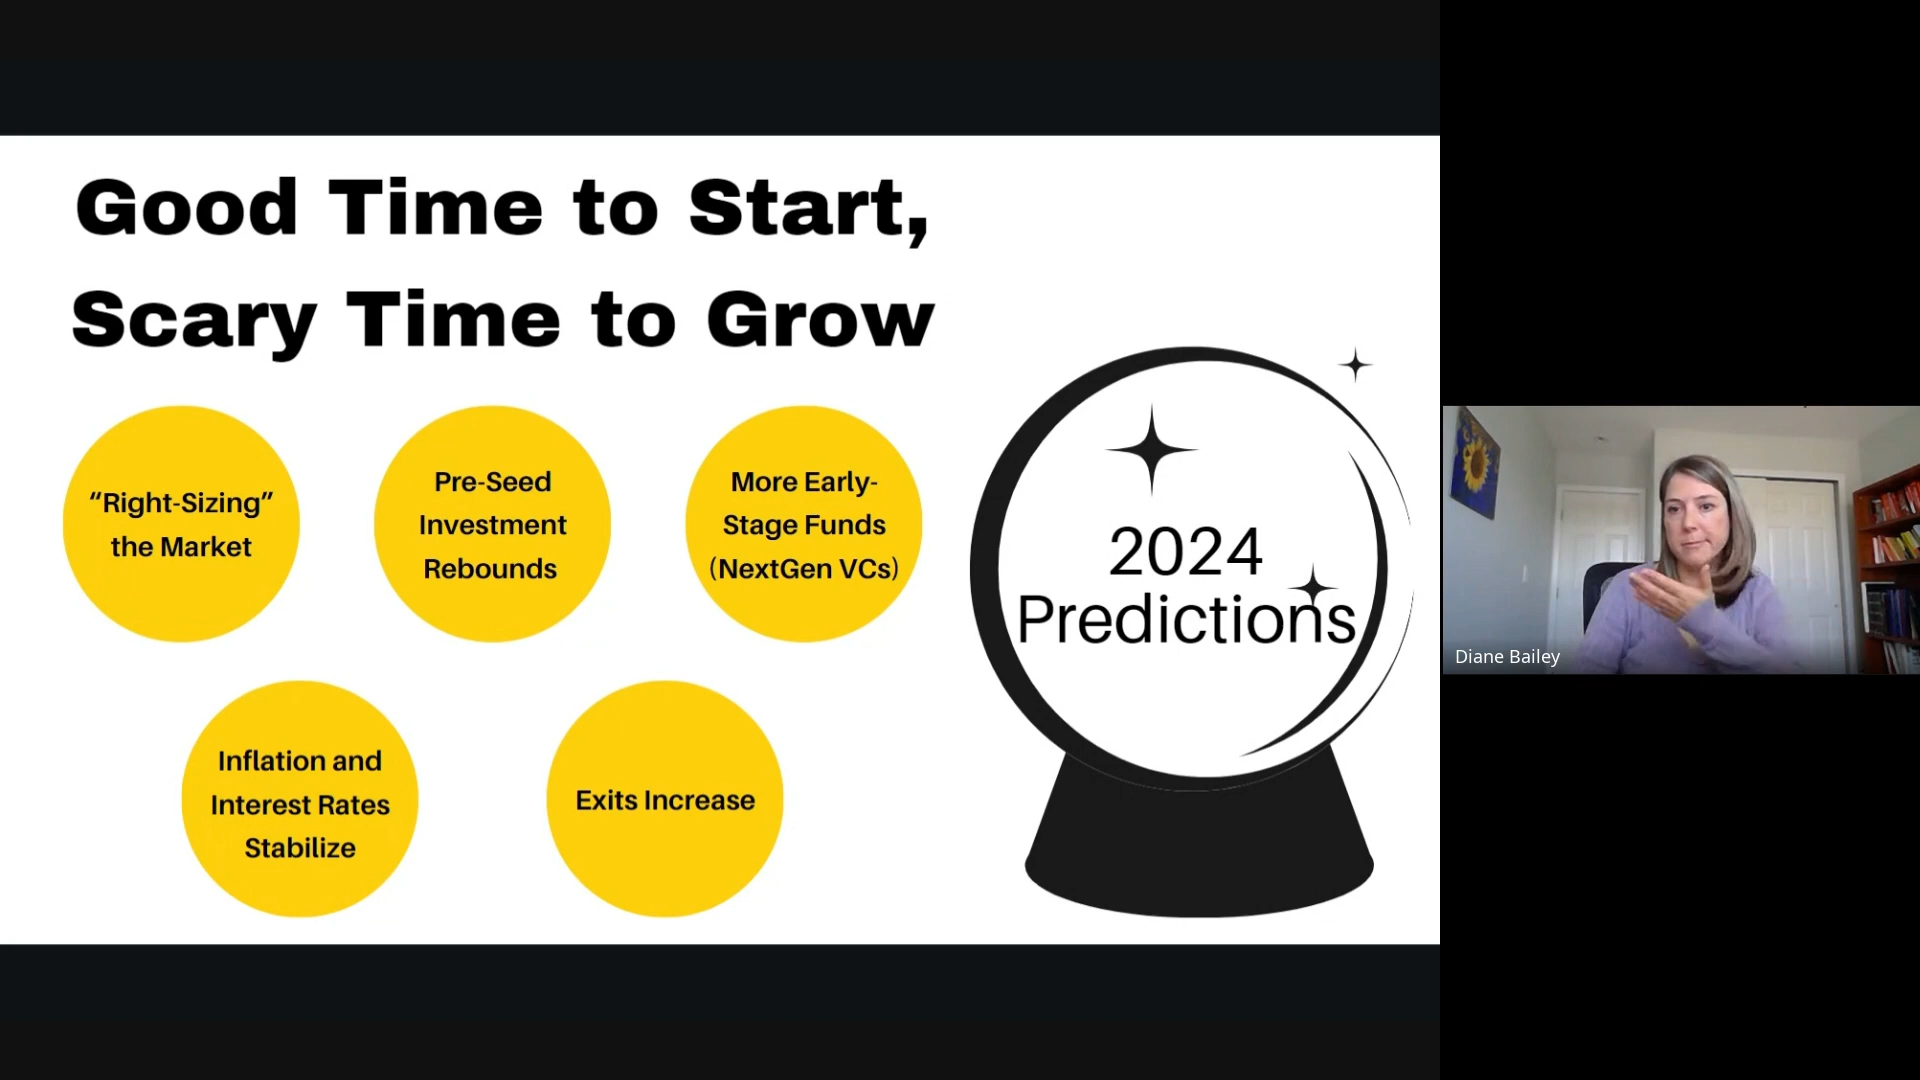 Good Time to Start,
Scary Time to Grow
“Right-Sizing”
the Market
Pre-Seed
Investment
Rebounds
More Early-
Stage Funds
(NextGen VCs)
Inflation and
Interest Rates
Stabilize
Exits Increase
2024
Predictions
Diane Bailey